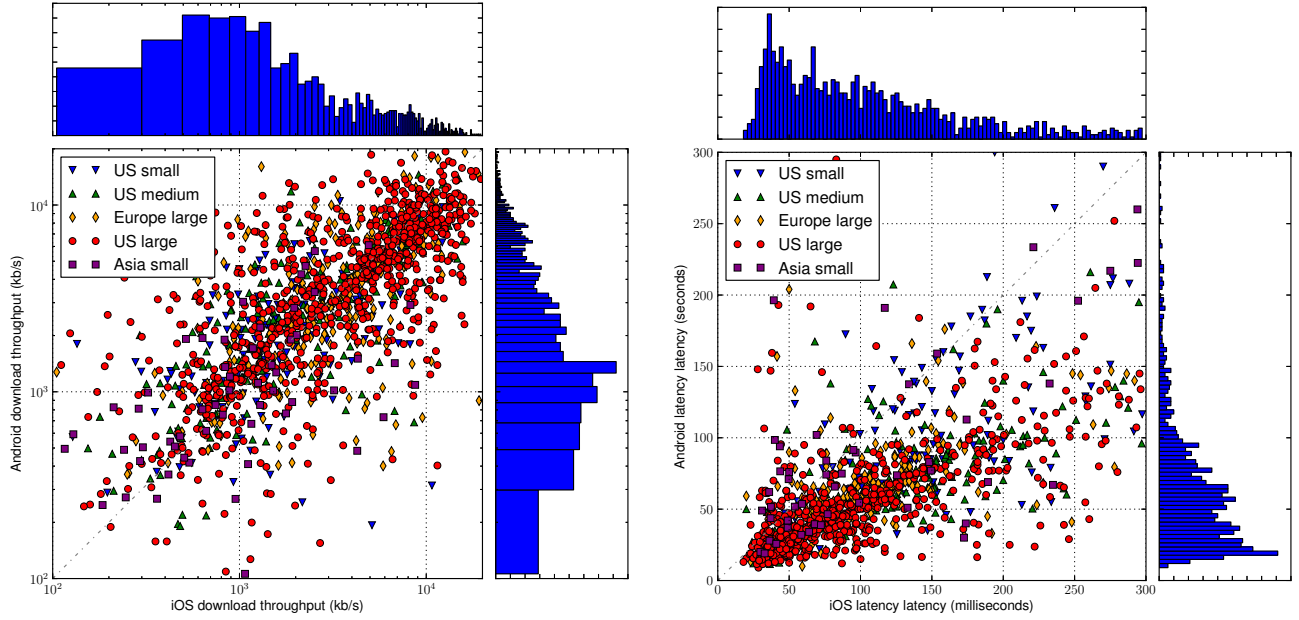 US small
US medium
Europe large
US large
Asia small
10^4
10^3
10^2
Android download throughput (kb/s)
10^2
10^3
10^4
iOS download throughput (kb/s)
US small
US medium
Europe large
US large
Asia small
300
250
200
150
100
50
0
Android latency latency (seconds)
0
50
100
150
200
250
300
iOS latency latency (milliseconds)